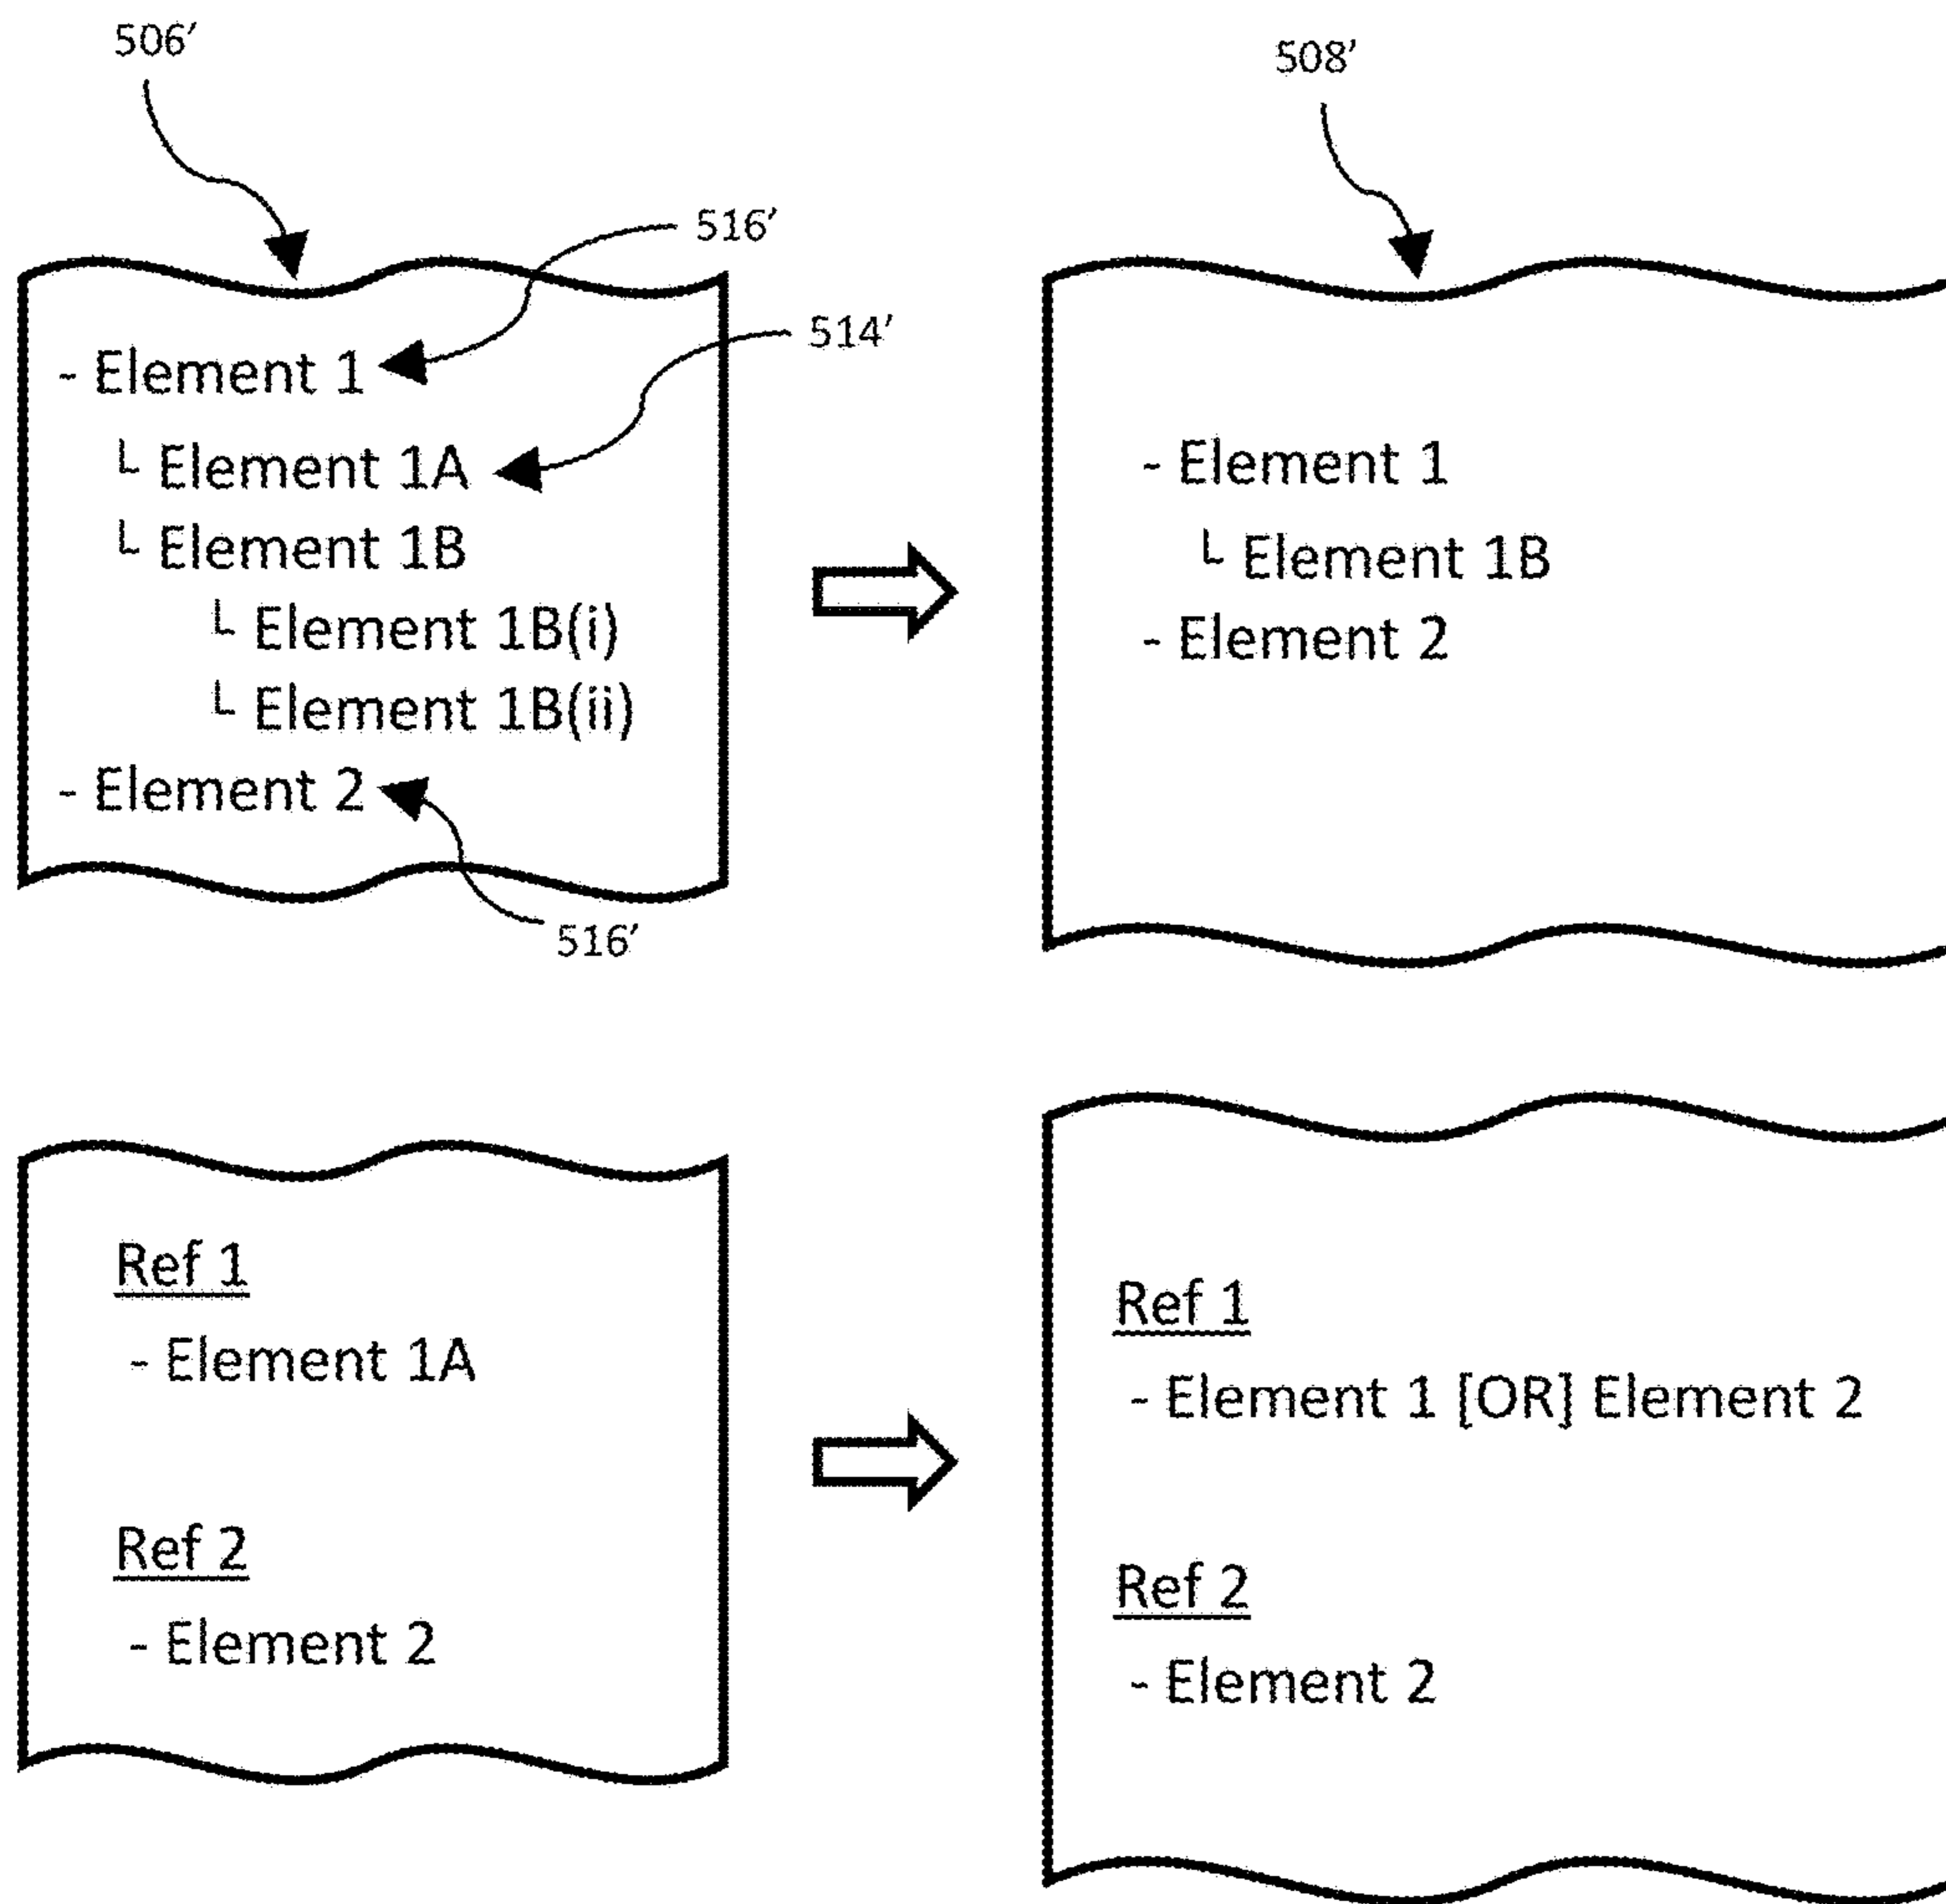 506’
508’
516’
514’
- Element 1
└ Element 1A
└ Element 1B
└ Element 1B(i)
└ Element 1B(ii)
- Element 2
516’
- Element 1
└ Element 1B
- Element 2
Ref 1
- Element 1A
Ref 2
- Element 2
Ref 1
- Element 1 [OR] Element 2
Ref 2
- Element 2